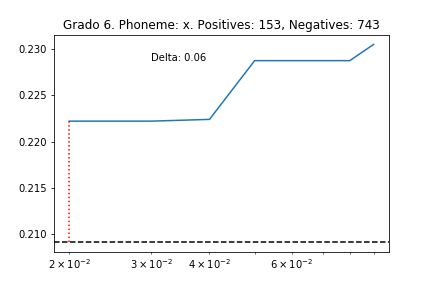 Grado 6. Phoneme: x. Positives: 153, Negatives: 743
Delta: 0.06
0.230
0.225
0.220
0.215
0.210
2 × 10⁻² 3 × 10⁻² 4 × 10⁻² 6 × 10⁻²